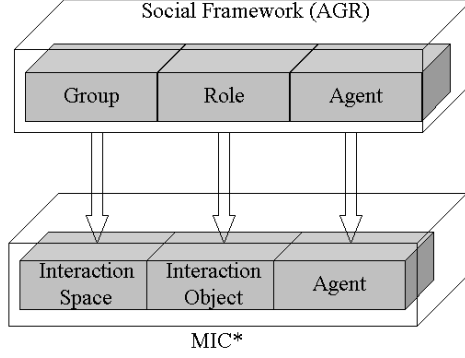 Social Framework (AGR)
Group Role Agent
Interaction Interaction Agent
Space Object
MIC*